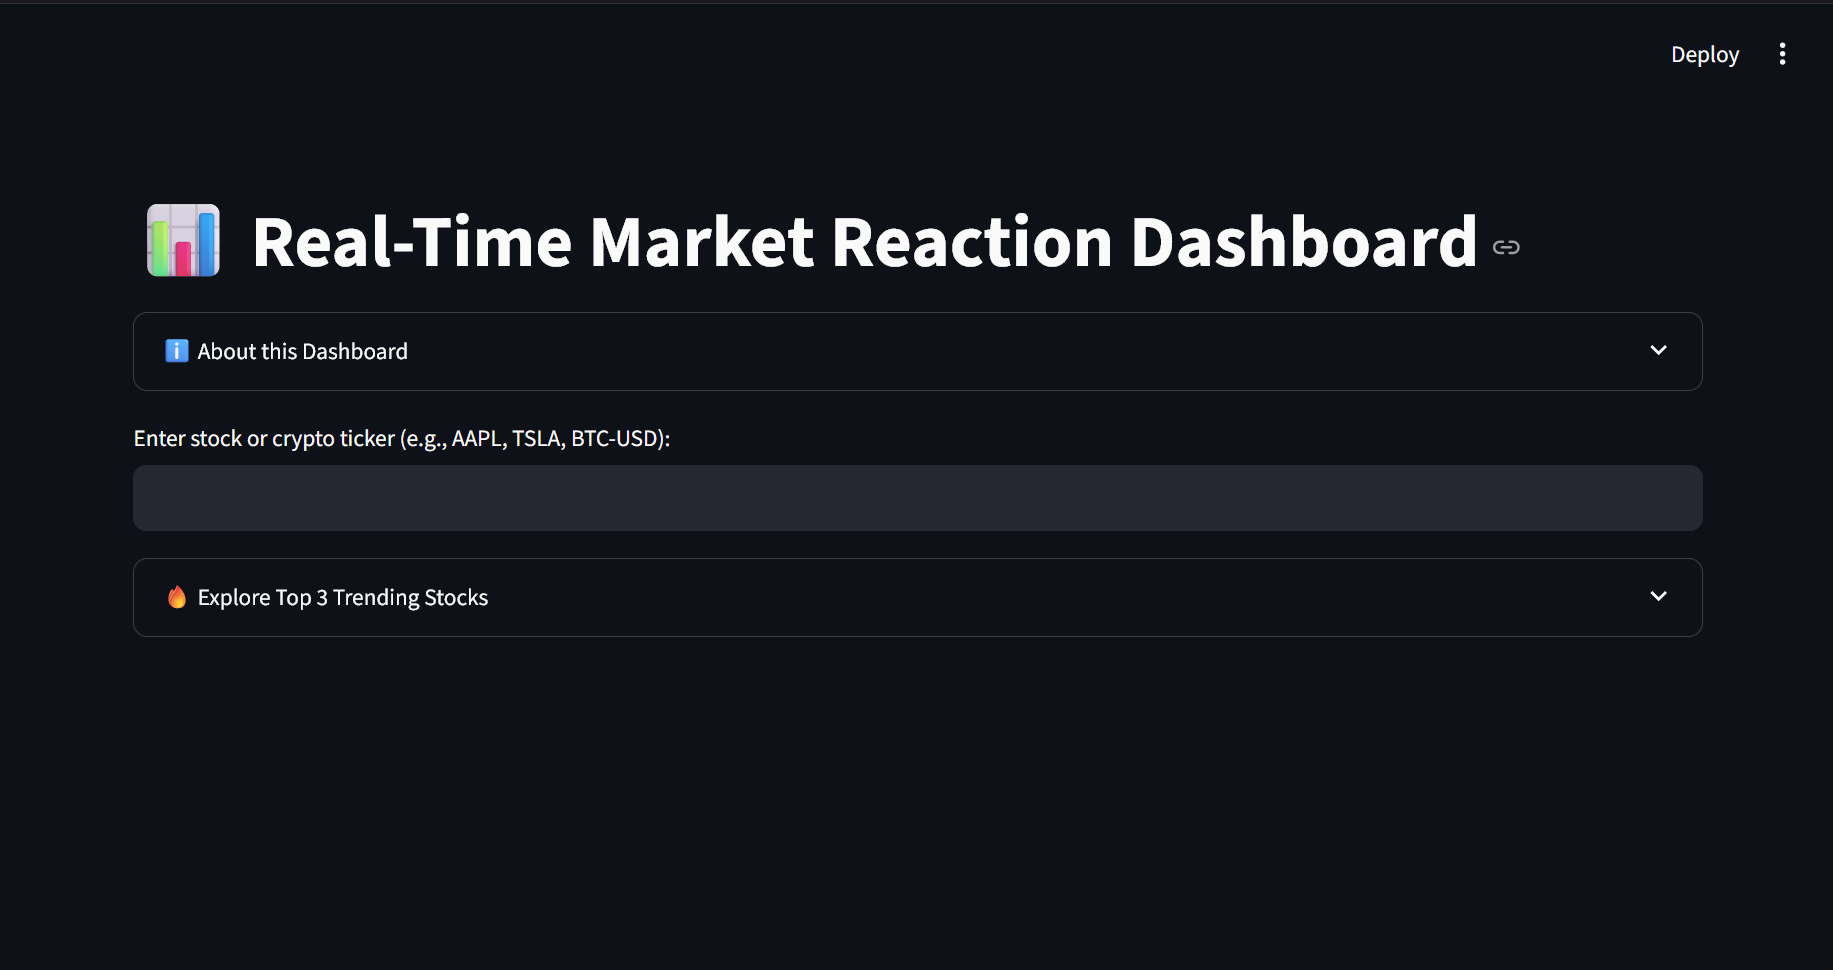 Deploy
Real-Time Market Reaction Dashboard
About this Dashboard
Enter stock or crypto ticker (e.g., AAPL, TSLA, BTC-USD):
Explore Top 3 Trending Stocks